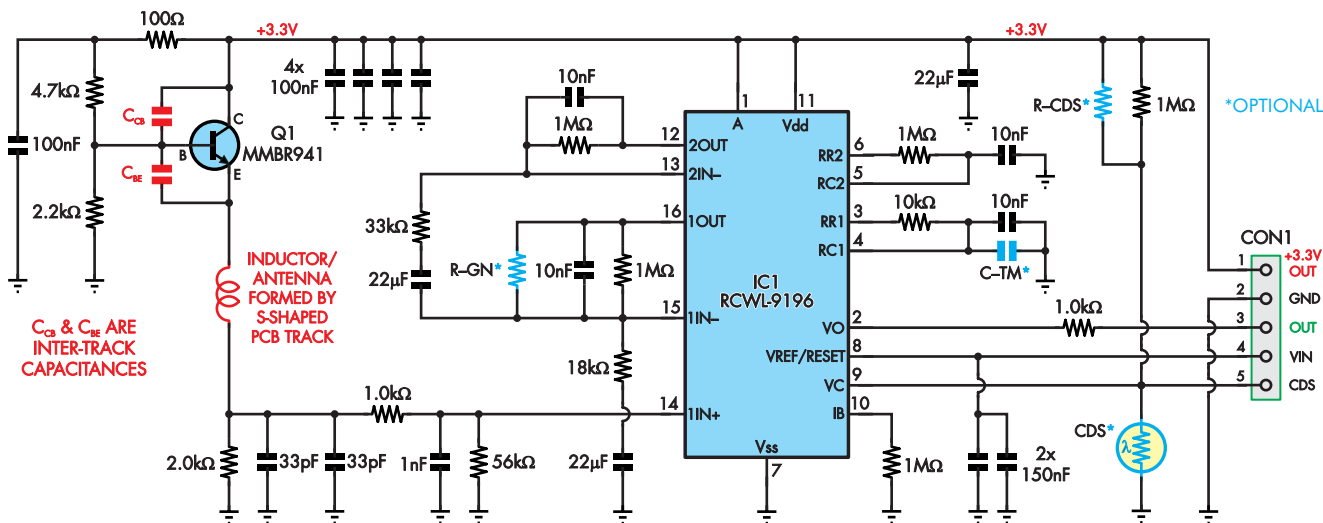 100Ω
+3.3V
+3.3V
4.7kΩ
100nF
2.2kΩ
C_CB
C_BE
C
B
E
Q1
MMBR941
4x
100nF
10nF
1MΩ
33kΩ
22µF
R–GN*
10nF
1MΩ
18kΩ
22µF
INDUCTOR/
ANTENNA
FORMED BY
S-SHAPED
PCB TRACK
C_CB & C_BE ARE
INTER-TRACK
CAPACITANCES
2.0kΩ
33pF
33pF
1.0kΩ
1nF
56kΩ
1
A
11
Vdd
12
2OUT
13
2IN–
16
1OUT
15
1IN–
14
1IN+
IC1
RCWL-9196
RR2
6
RC2
5
RR1
3
RC1
4
VO
2
VREF/RESET
8
VC
9
IB
10
Vss
7
22µF
1MΩ
10nF
10kΩ
10nF
C–TM*
R–CDS*
1MΩ
*OPTIONAL
1.0kΩ
1MΩ
2x
150nF
CDS*
λ
CON1
1
+3.3V
OUT
2
GND
3
OUT
4
VIN
5
CDS